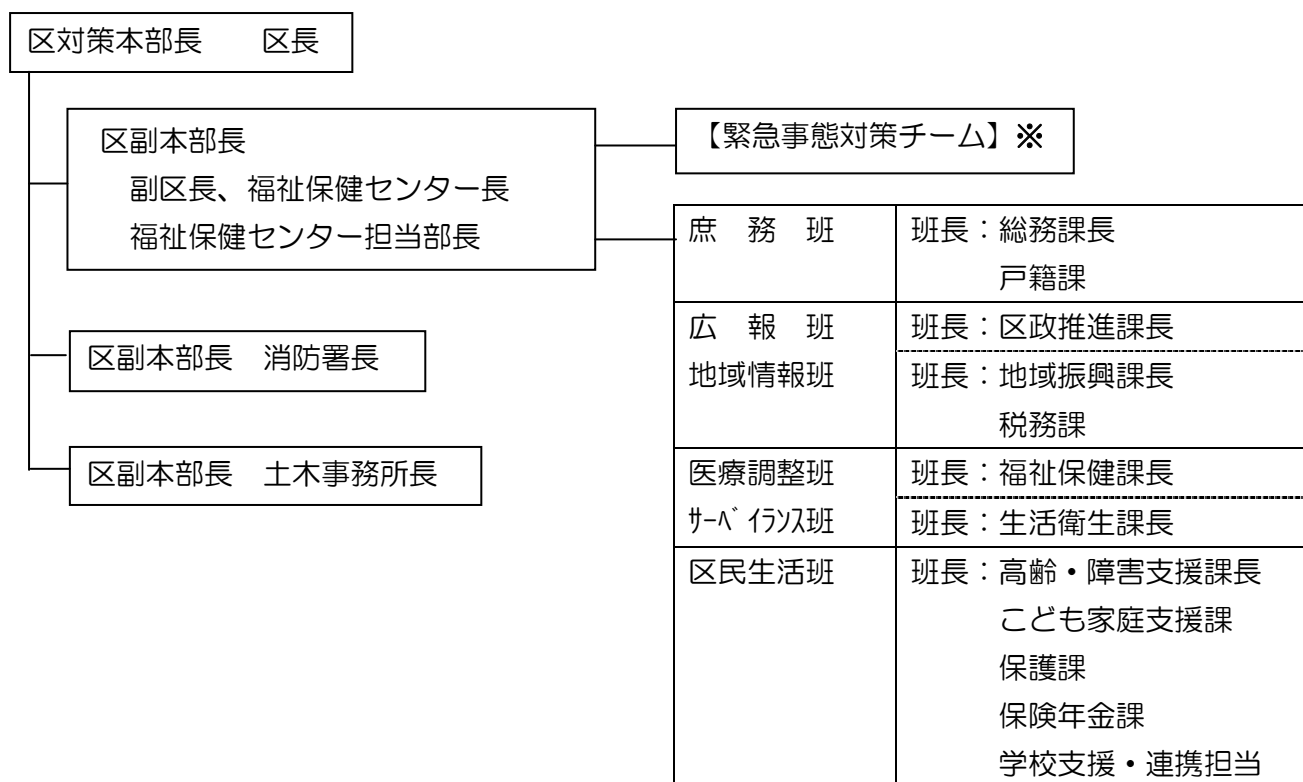 区対策本部長　　区長
区副本部長
副区長、福祉保健センター長
福祉保健センター担当部長
【緊急事態対策チーム】※
区副本部長　消防署長
区副本部長　土木事務所長
庶　務　班　班長：総務課長
戸籍課
広　報　班　班長：区政推進課長
地域情報班　班長：地域振興課長
税務課
医療調整班　班長：福祉保健課長
ｻｰﾍﾞｲﾗﾝｽ班　班長：生活衛生課長
区民生活班　班長：高齢・障害支援課長
こども家庭支援課
保護課
保険年金課
学校支援・連携担当